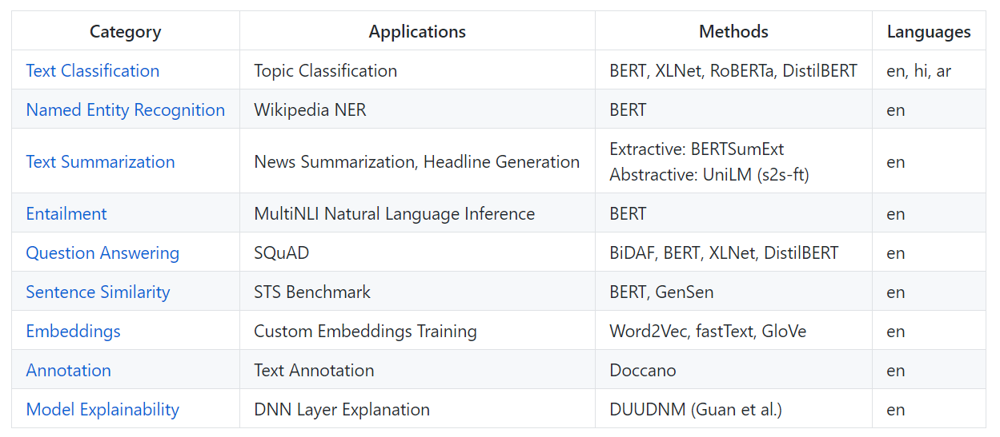 Category Applications Methods Languages
Text Classification Topic Classification BERT, XLNet, RoBERTa, DistilBERT en, hi, ar
Named Entity Recognition Wikipedia NER BERT en
Text Summarization News Summarization, Headline Generation Extractive: BERTSumExt
Abstractive: UniLM (s2s-ft) en
Entailment MultiNLI Natural Language Inference BERT en
Question Answering SQuAD BiDAF, BERT, XLNet, DistilBERT en
Sentence Similarity STS Benchmark BERT, GenSen en
Embeddings Custom Embeddings Training Word2Vec, fastText, GloVe en
Annotation Text Annotation Doccano en
Model Explainability DNN Layer Explanation DUUDNM (Guan et al.) en